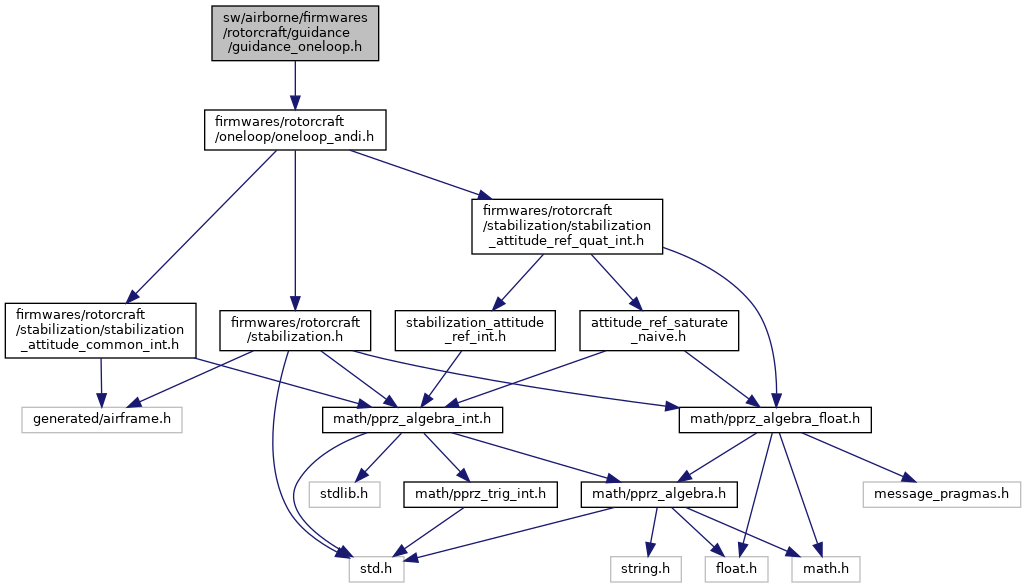 sw/airborne/firmwares
/rotorcraft/guidance
/guidance_oneloop.h
firmwares/rotorcraft
/oneloop/oneloop_andi.h
firmwares/rotorcraft
/stabilization/stabilization
_attitude_ref_quat_int.h
firmwares/rotorcraft
/stabilization/stabilization
_attitude_common_int.h
firmwares/rotorcraft
/stabilization.h
stabilization_attitude
_ref_int.h
attitude_ref_saturate
_naive.h
generated/airframe.h
math/pprz_algebra_int.h
math/pprz_algebra_float.h
stdlib.h
math/pprz_trig_int.h
math/pprz_algebra.h
message_pragmas.h
std.h
string.h
float.h
math.h